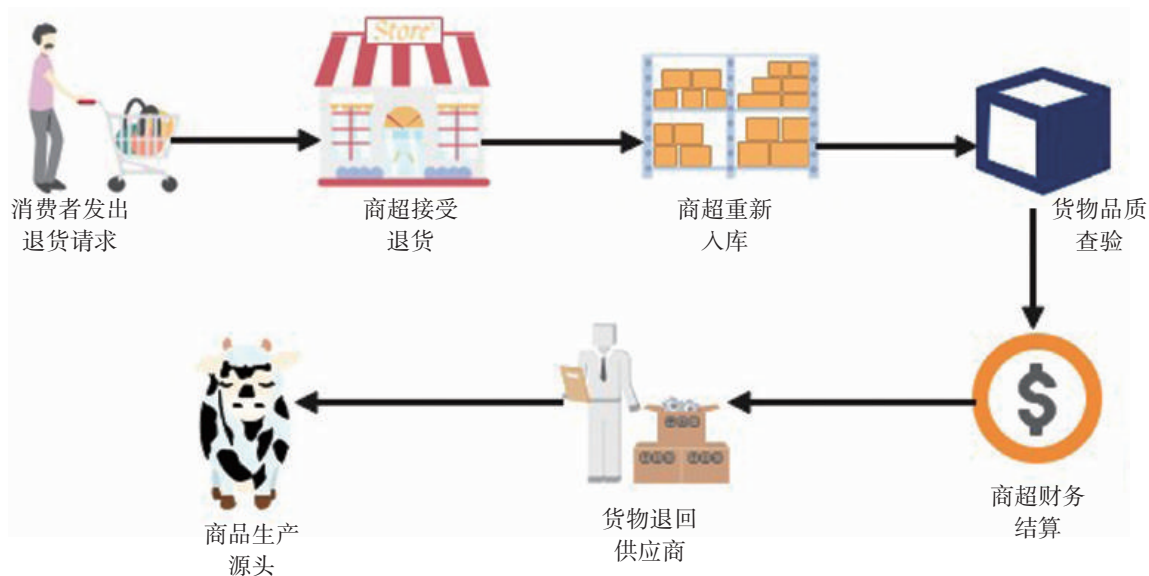 Store
消费者发出
退货请求
商超接受
退货
商超重新
入库
货物品质
查验
商品生产
源头
货物退回
供应商
$
商超财务
结算